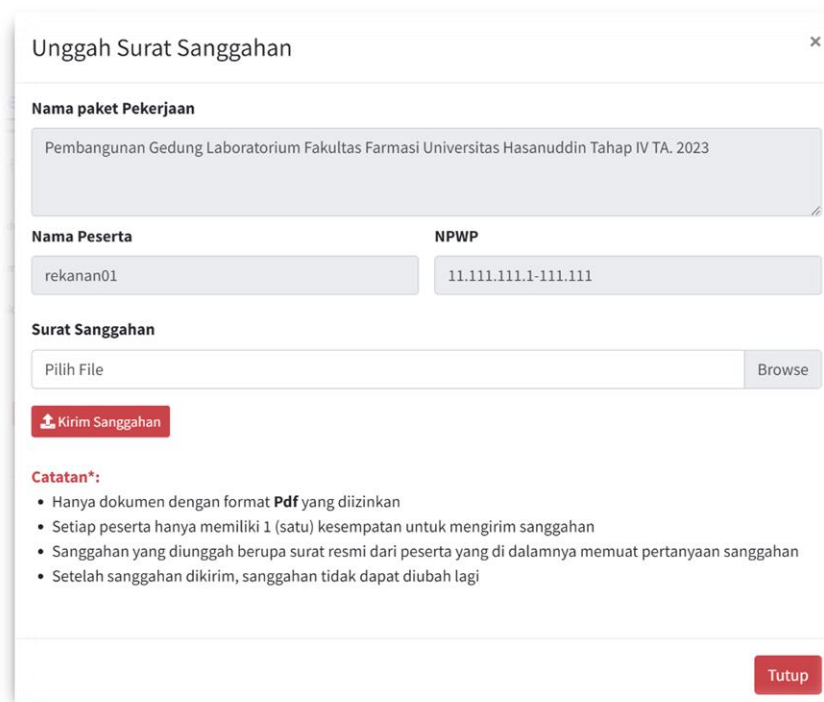 Unggah Surat Sanggahan
×
Nama paket Pekerjaan
Pembangunan Gedung Laboratorium Fakultas Farmasi Universitas Hasanuddin Tahap IV TA. 2023
Nama Peserta
NPWP
rekanan01
11.111.111.1-111.111
Surat Sanggahan
Pilih File
Browse
Kirim Sanggahan
Catatan*:
• Hanya dokumen dengan format Pdf yang diizinkan
• Setiap peserta hanya memiliki 1 (satu) kesempatan untuk mengirim sanggahan
• Sanggahan yang diunggah berupa surat resmi dari peserta yang di dalamnya memuat pertanyaan sanggahan
• Setelah sanggahan dikirim, sanggahan tidak dapat diubah lagi
Tutup